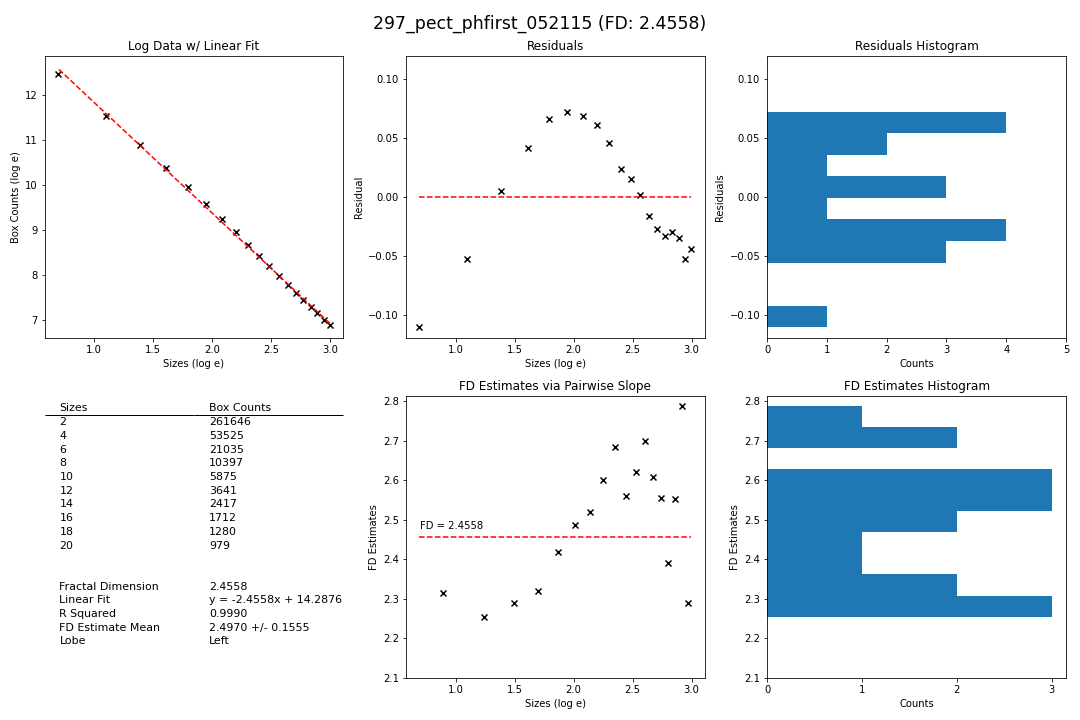 297_pect_phfirst_052115 (FD: 2.4558)
Log Data w/ Linear Fit
Box Counts (log e)
12
11
10
9
8
7
1.0 1.5 2.0 2.5 3.0
Sizes (log e)
Residuals
Residual
0.10
0.05
0.00
−0.05
−0.10
1.0 1.5 2.0 2.5 3.0
Sizes (log e)
Residuals Histogram
Residuals
0.10
0.05
0.00
−0.05
−0.10
0 1 2 3 4 5
Counts
Sizes Box Counts
2 261646
4 53525
6 21035
8 10397
10 5875
12 3641
14 2417
16 1712
18 1280
20 979
Fractal Dimension 2.4558
Linear Fit y = -2.4558x + 14.2876
R Squared 0.9990
FD Estimate Mean 2.4970 +/- 0.1555
Lobe Left
FD Estimates via Pairwise Slope
FD Estimates
2.8
2.7
2.6
2.5
2.4
2.3
2.2
2.1
FD = 2.4558
1.0 1.5 2.0 2.5 3.0
Sizes (log e)
FD Estimates Histogram
FD Estimates
2.8
2.7
2.6
2.5
2.4
2.3
2.2
2.1
0 1 2 3
Counts